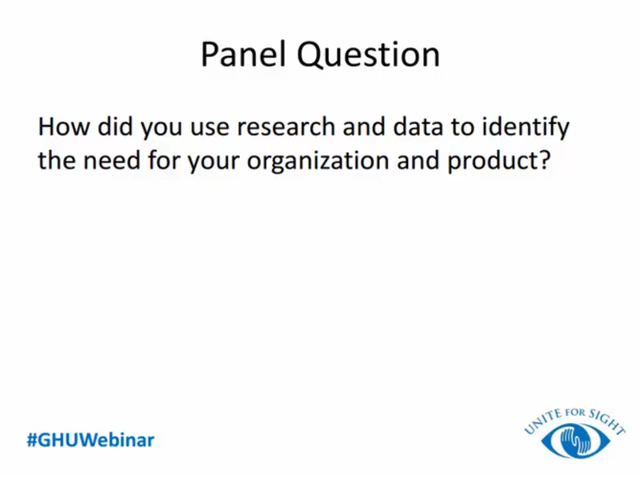 Panel Question
How did you use research and data to identify
the need for your organization and product?
#GHUWebinar
UNITE FOR SIGHT